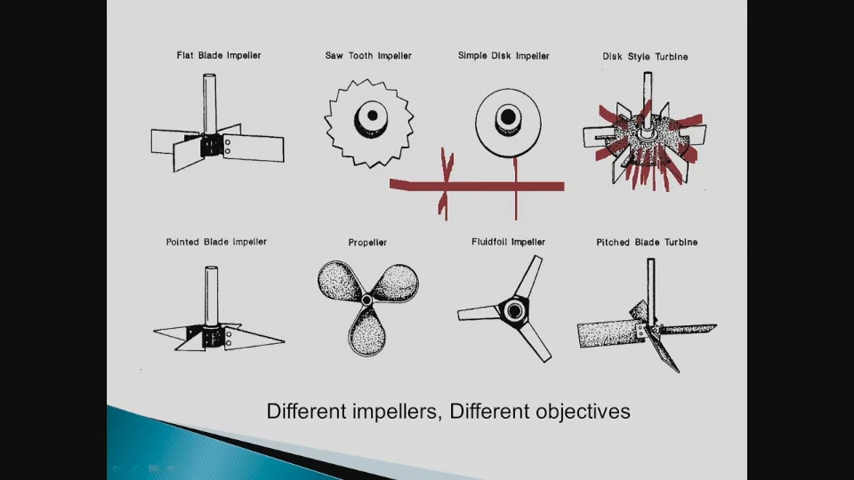 Flat Blade Impeller
Saw Tooth Impeller
Simple Disk Impeller
Disk Style Turbine
Pointed Blade Impeller
Propeller
Fluidfoil Impeller
Pitched Blade Turbine
Different impellers, Different objectives